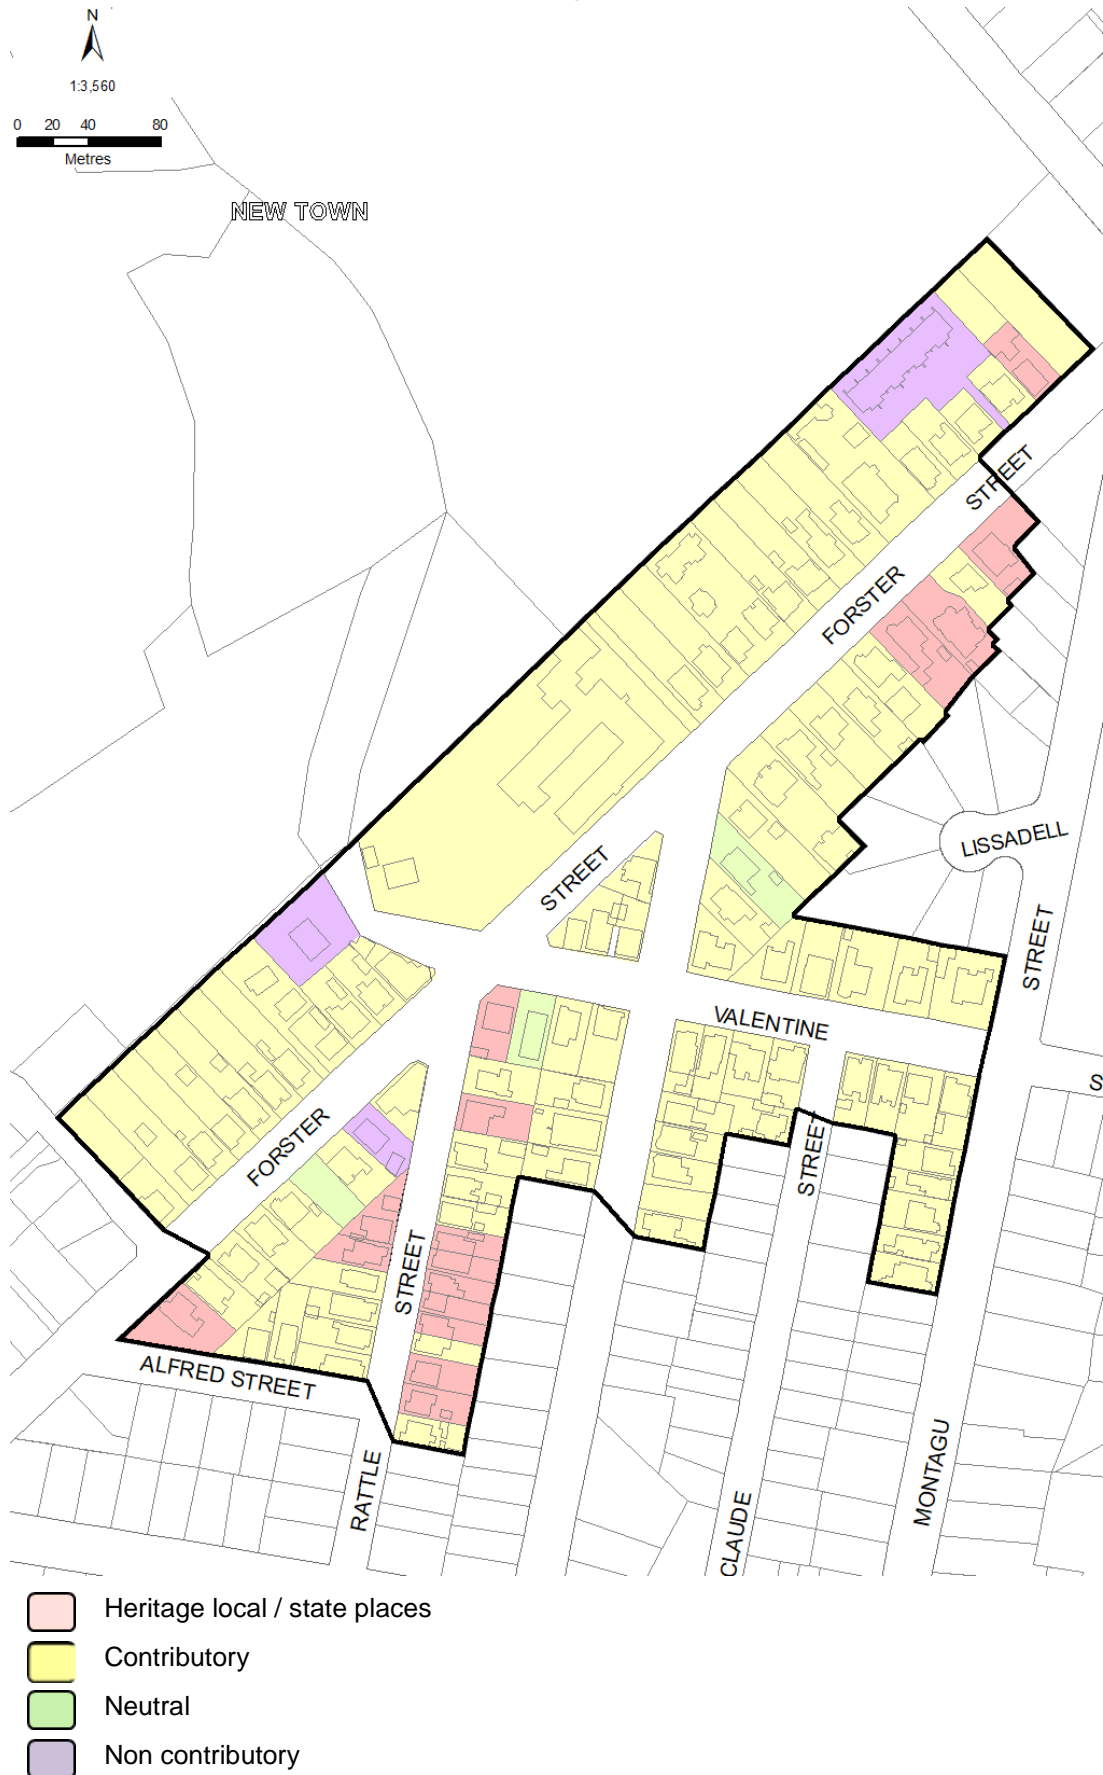 N
1:3,560
0 20 40 80
Metres
NEW TOWN
STREET
FORSTER
LISSADELL
STREET
STREET
VALENTINE
S
FORSTER
STREET
STREET
ALFRED STREET
RATTLE
CLAUDE
MONTAGU
Heritage local / state places
Contributory
Neutral
Non contributory